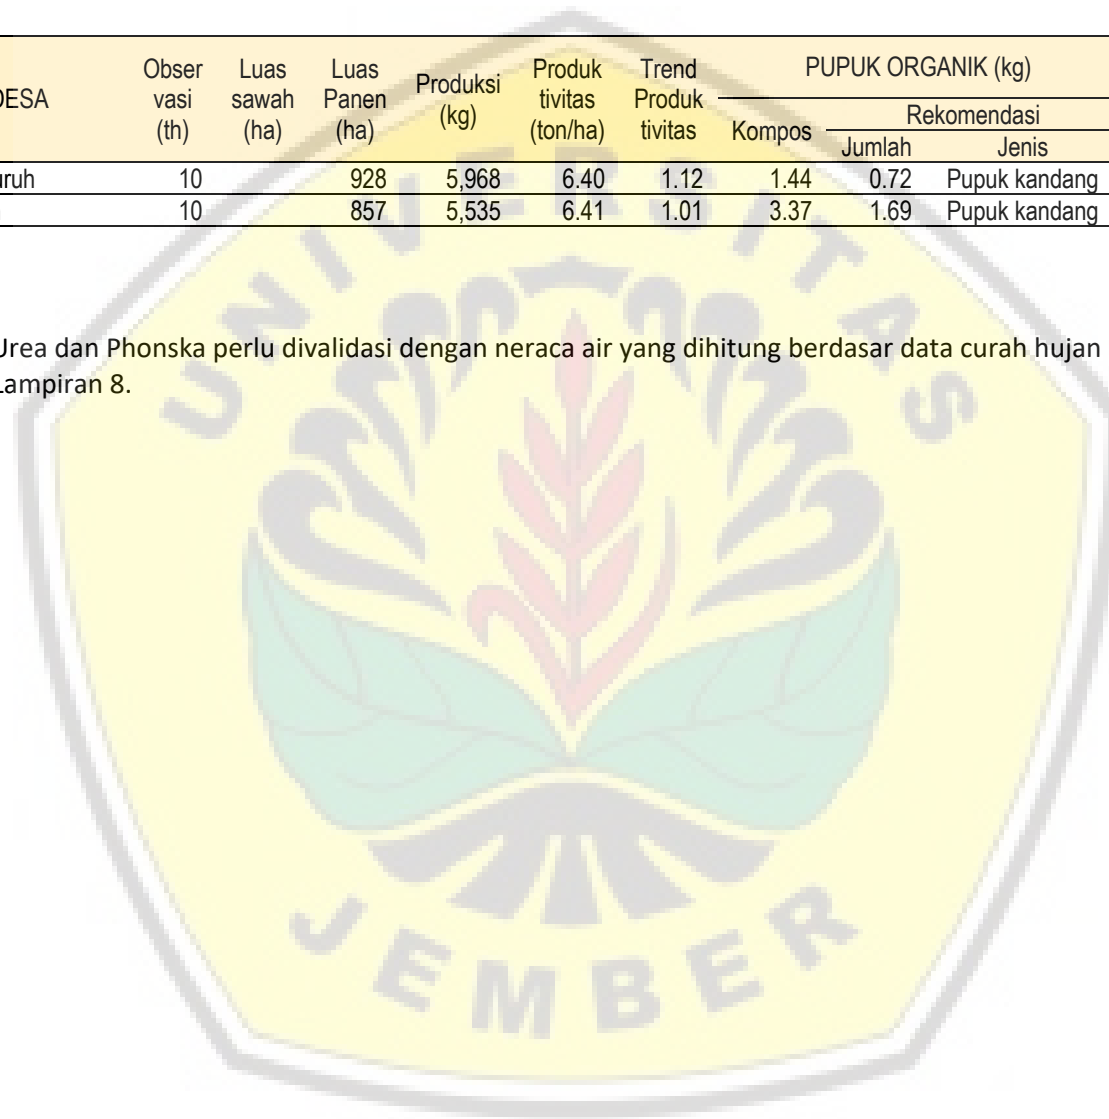 DESA Obser vasi (th) Luas sawah (ha) Luas Panen (ha) Produksi (kg) Produk tivitas (ton/ha) Trend Produk tivitas PUPUK ORGANIK (kg)
Kompos Rekomendasi
Jumlah Jenis
uruh 10 928 5,968 6.40 1.12 1.44 0.72 Pupuk kandang
10 857 5,535 6.41 1.01 3.37 1.69 Pupuk kandang
Urea dan Phonska perlu divalidasi dengan neraca air yang dihitung berdasar data curah hujan
Lampiran 8.
UNIVERSITAS
JEMBER